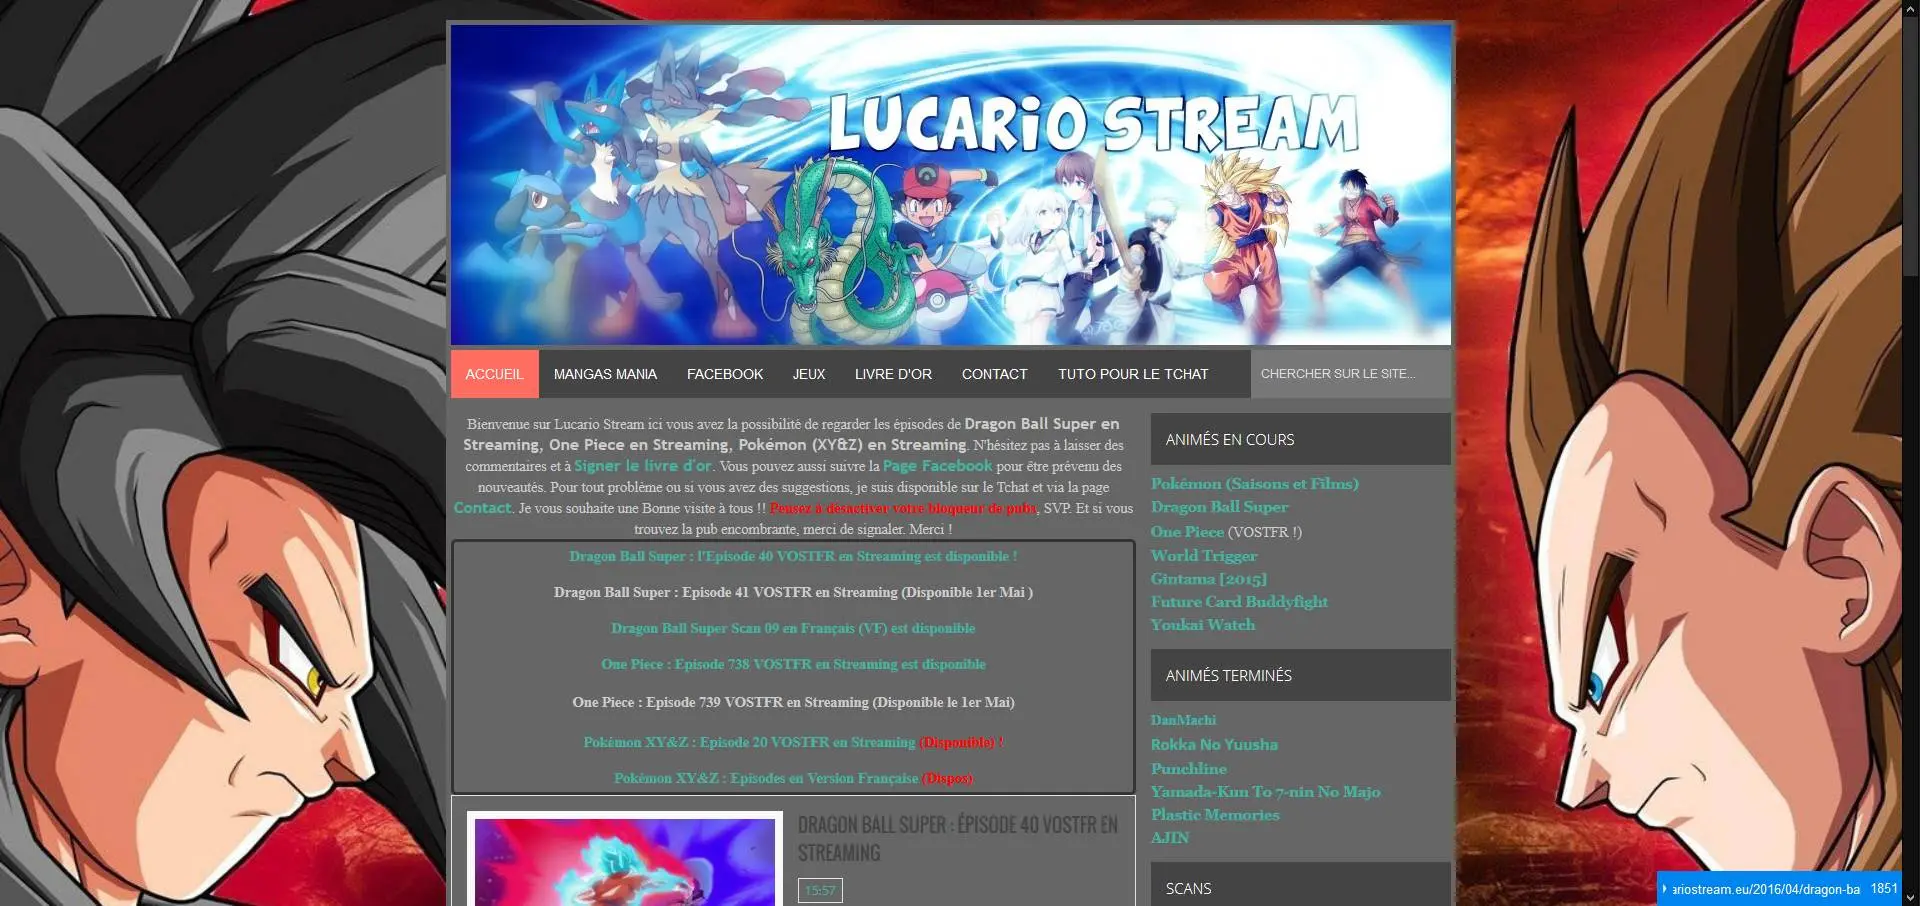 LUCARiO STREAM
ACCUEIL MANGAS MANIA FACEBOOK JEUX LIVRE D'OR CONTACT TUTO POUR LE TCHAT CHERCHER SUR LE SITE...
Bienvenue sur Lucario Stream ici vous avez la possibilité de regarder les épisodes de Dragon Ball Super en
Streaming, One Piece en Streaming, Pokémon (XY&Z) en Streaming. N'hésitez pas à laisser des
commentaires et à Signer le livre d'or. Vous pouvez aussi suivre la Page Facebook pour être prévenu des
nouveautés. Pour tout problème ou si vous avez des suggestions, je suis disponible sur le Tchat et via la page
Contact. Je vous souhaite une Bonne visite à tous !! Pensez à désactiver votre bloqueur de pubs, SVP. Et si vous
trouvez la pub encombrante, merci de signaler. Merci !
Dragon Ball Super : l'Episode 40 VOSTFR en Streaming est disponible !
Dragon Ball Super : Episode 41 VOSTFR en Streaming (Disponible 1er Mai )
Dragon Ball Super Scan 09 en Français (VF) est disponible
One Piece : Episode 738 VOSTFR en Streaming est disponible
One Piece : Episode 739 VOSTFR en Streaming (Disponible le 1er Mai)
Pokémon XY&Z : Episode 20 VOSTFR en Streaming (Disponible) !
Pokémon XY&Z : Episodes en Version Française (Dispos)
DRAGON BALL SUPER : ÉPISODE 40 VOSTFR EN
STREAMING
15:57
ANIMÉS EN COURS
Pokémon (Saisons et Films)
Dragon Ball Super
One Piece (VOSTFR !)
World Trigger
Gintama [2015]
Future Card Buddyfight
Youkai Watch
ANIMÉS TERMINÉS
DanMachi
Rokka No Yuusha
Punchline
Yamada-Kun To 7-nin No Majo
Plastic Memories
AJIN
SCANS
ariostream.eu/2016/04/dragon-ba 1851